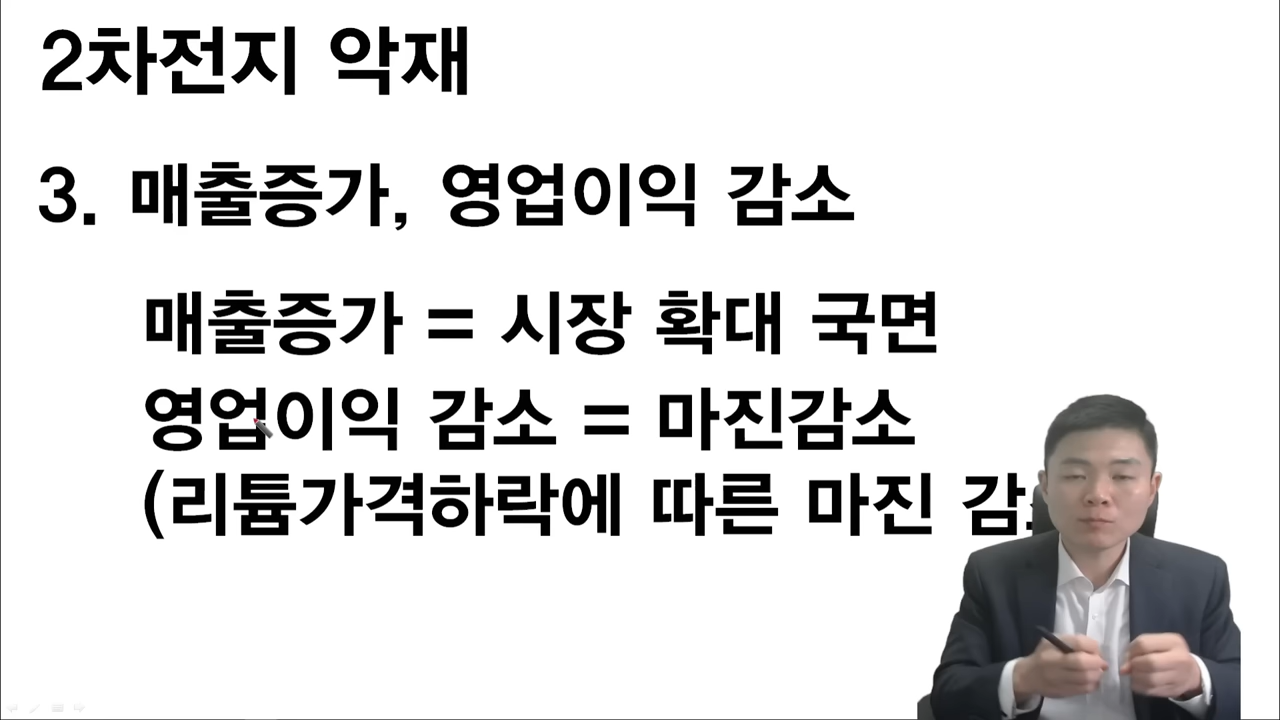 2차전지 악재
3. 매출증가, 영업이익 감소
매출증가 = 시장 확대 국면
영업이익 감소 = 마진감소
(리튬가격하락에 따른 마진